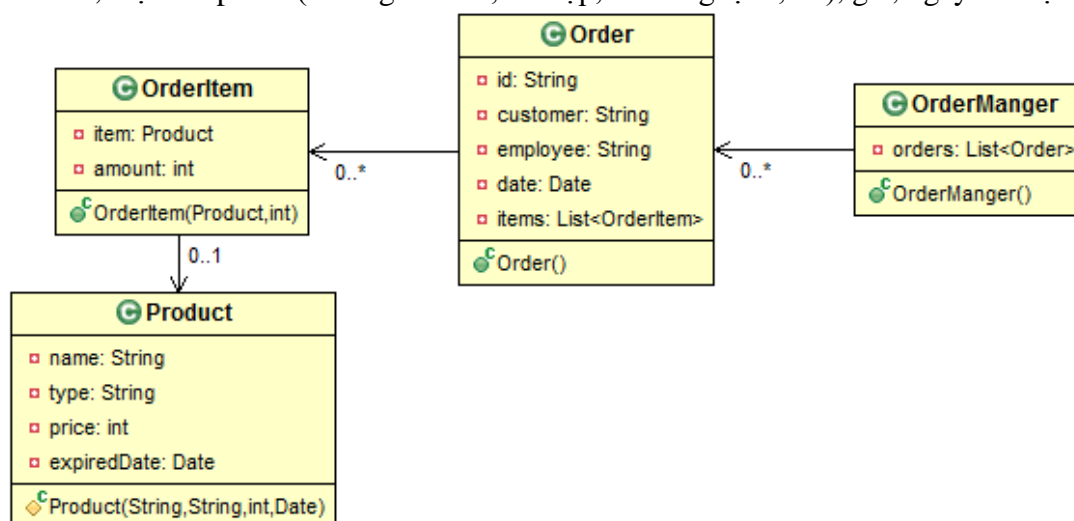 Order
id: String
customer: String
employee: String
date: Date
items: List<OrderItem>
Order()
OrderItem
item: Product
amount: int
OrderItem(Product,int)
OrderManger
orders: List<Order>
OrderManger()
0..*
0..*
0..1
Product
name: String
type: String
price: int
expiredDate: Date
Product(String,String,int,Date)